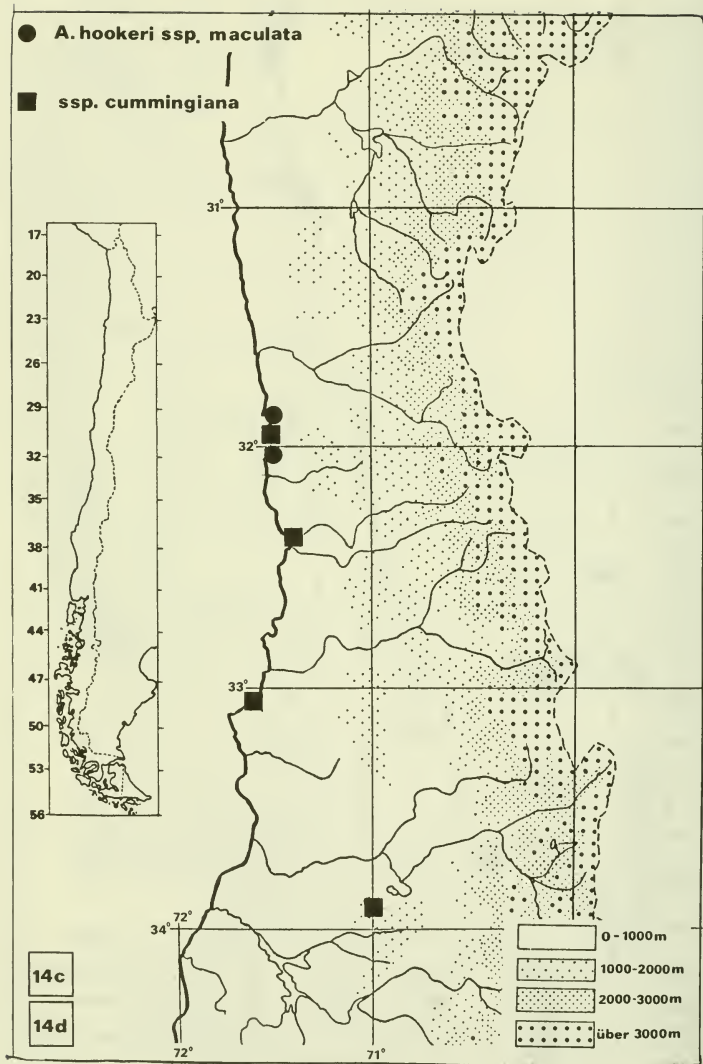 A. hookeri ssp. maculata
ssp. cummingiana
31°
32°
33°
34°
72°
17
20
23
26
29
32
35
38
41
44
47
50
53
56
14c
14d
0-1000m
1000-2000m
2000-3000m
über 3000m
72°
71°